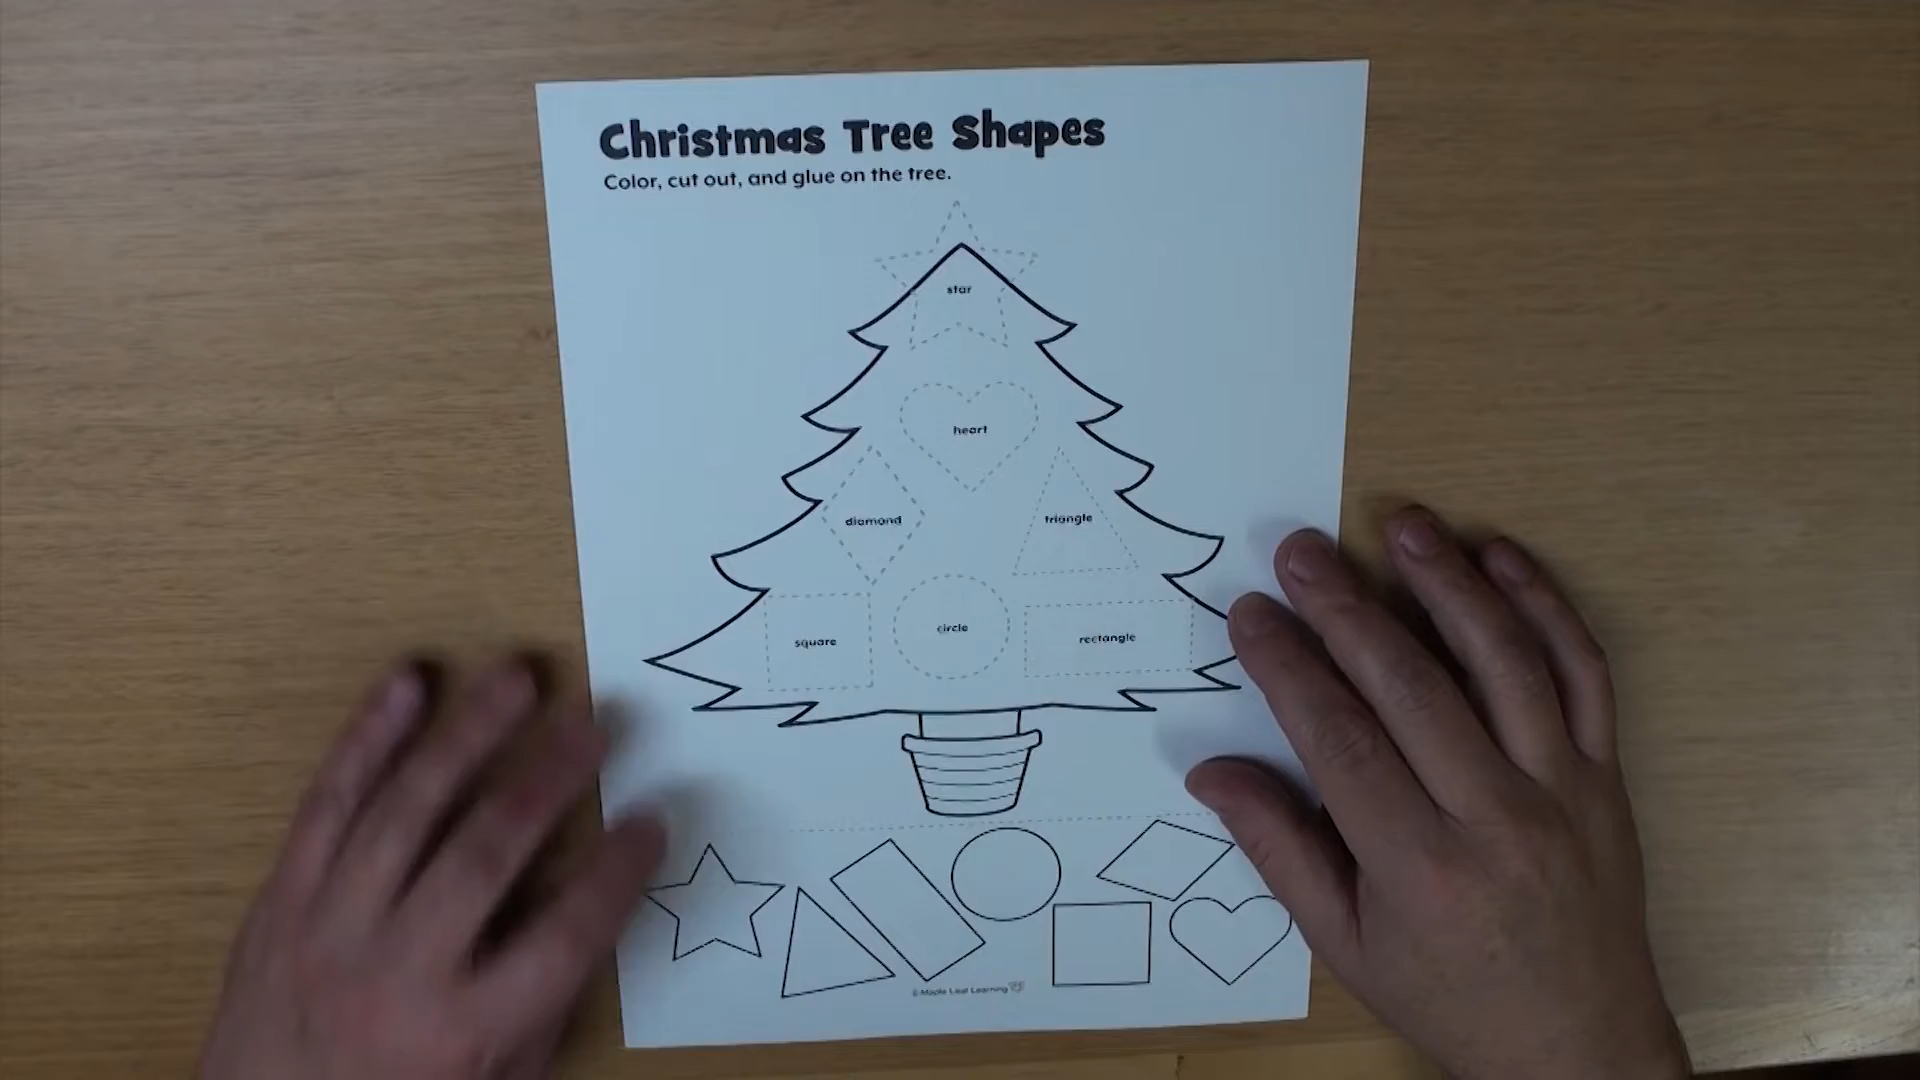 Christmas Tree Shapes
Color, cut out, and glue on the tree.
star
heart
diamond
triangle
square
circle
rectangle
© Maple Leaf Learning